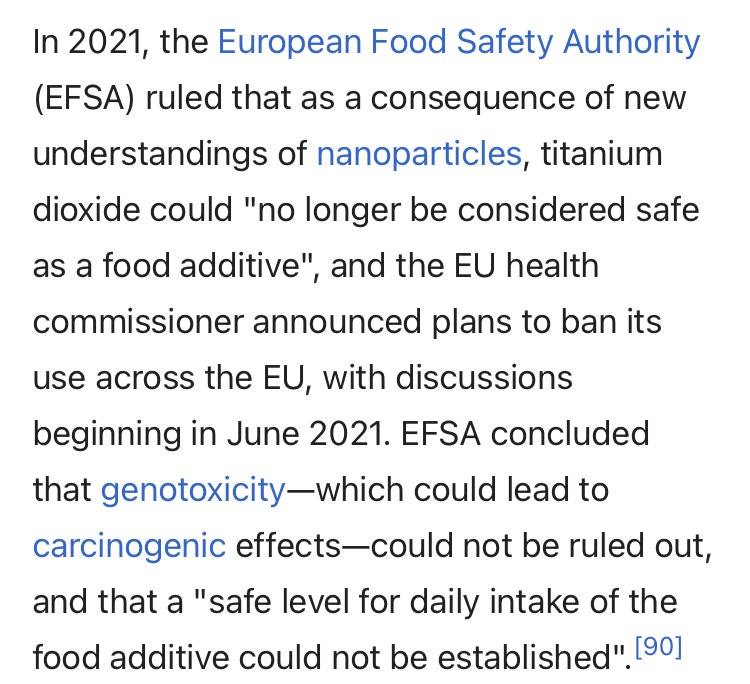 In 2021, the European Food Safety Authority
(EFSA) ruled that as a consequence of new
understandings of nanoparticles, titanium
dioxide could "no longer be considered safe
as a food additive", and the EU health
commissioner announced plans to ban its
use across the EU, with discussions
beginning in June 2021. EFSA concluded
that genotoxicity—which could lead to
carcinogenic effects—could not be ruled out,
and that a "safe level for daily intake of the
food additive could not be established".[90]